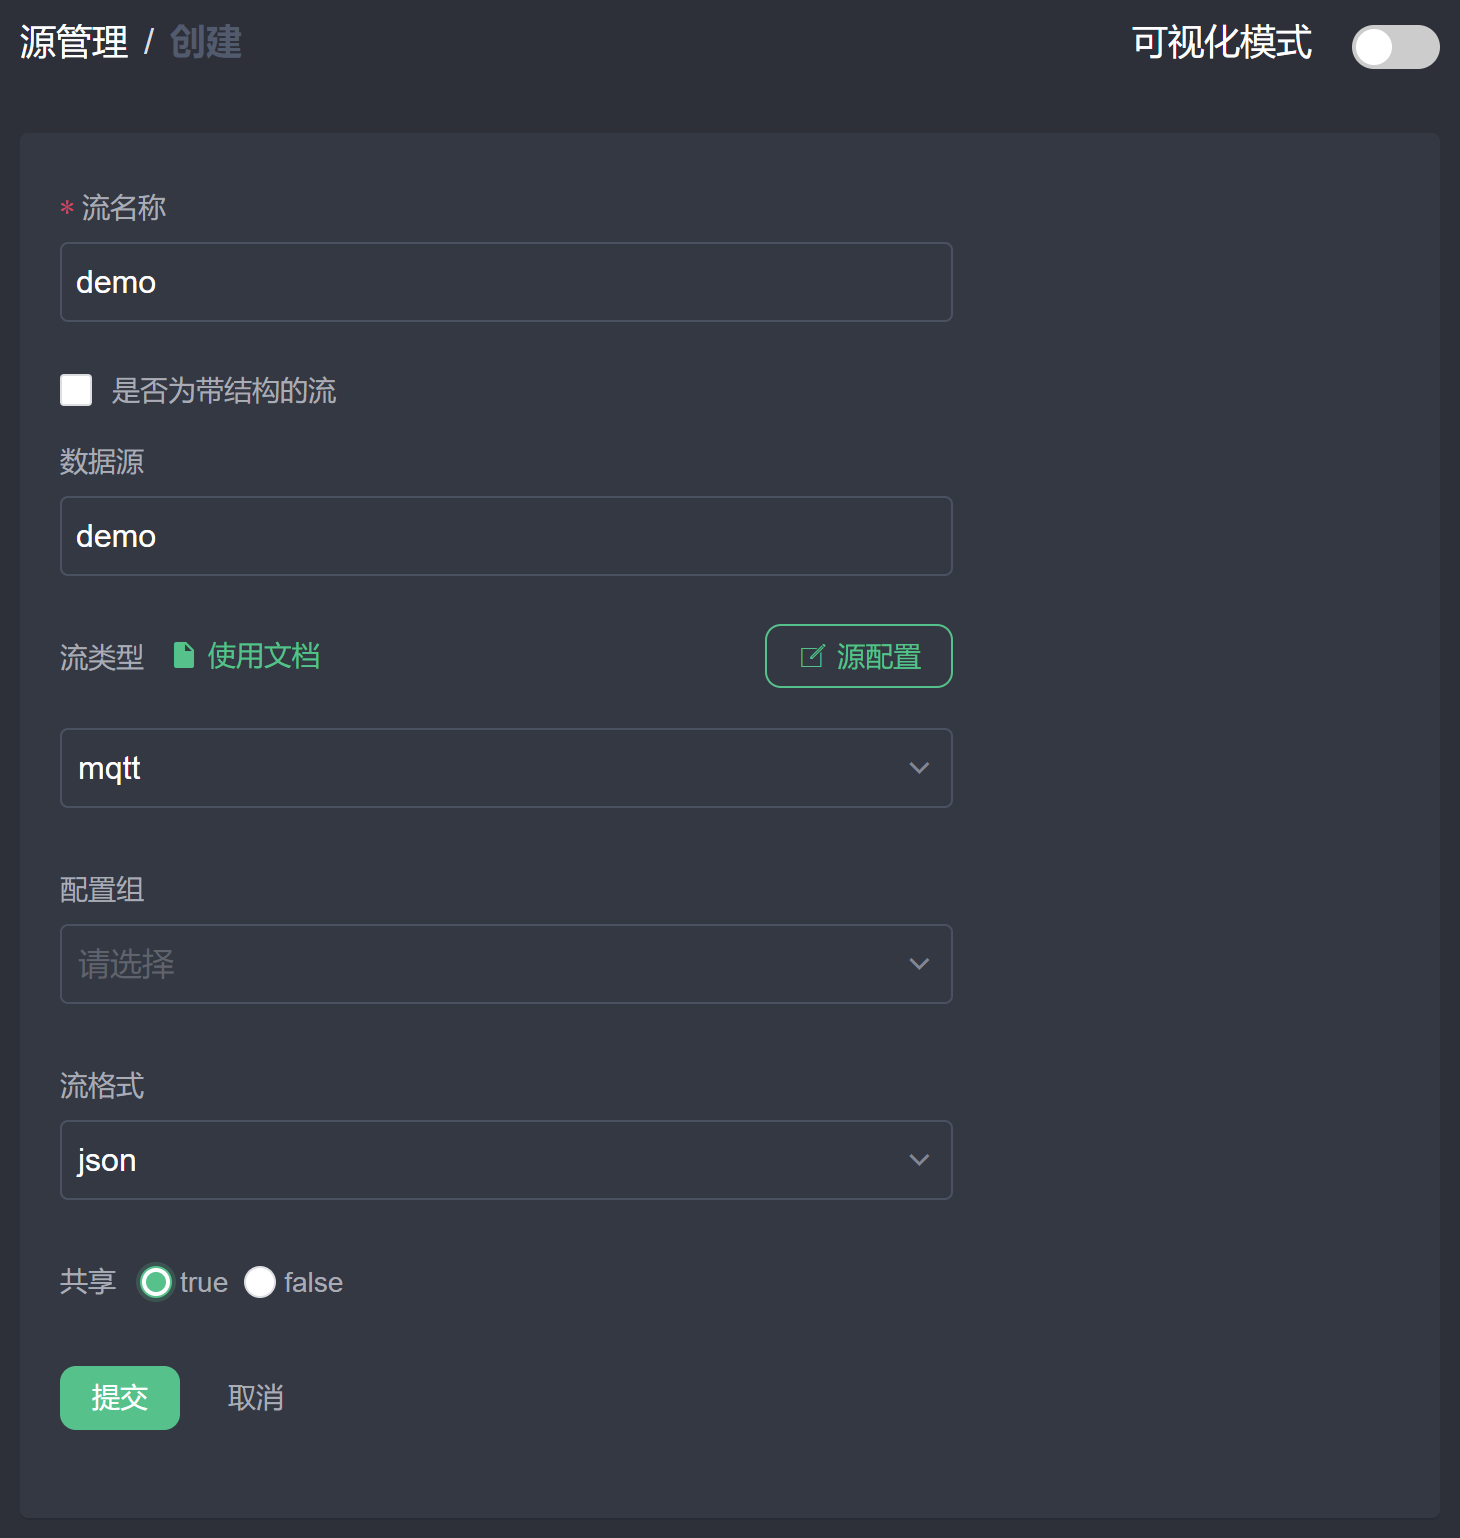 源管理 / 创建
可视化模式
* 流名称
demo
是否为带结构的流
数据源
demo
流类型 使用文档 源配置
mqtt
配置组
请选择
流格式
json
共享 true false
提交 取消